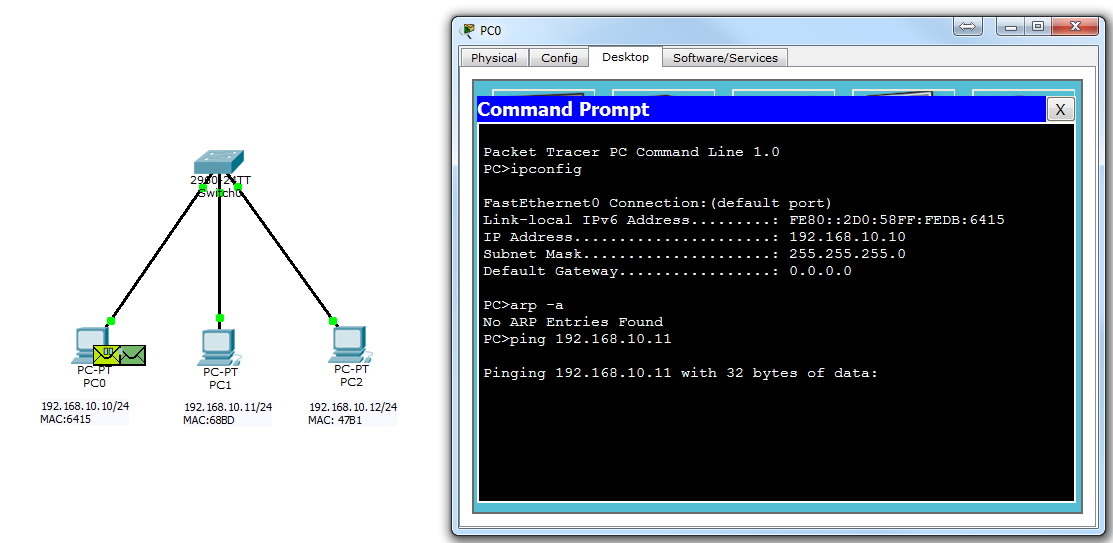 2960-24TT
Switch0
PC-PT
PC0
192.168.10.10/24
MAC:6415
PC-PT
PC1
192.168.10.11/24
MAC:68BD
PC-PT
PC2
192.168.10.12/24
MAC: 47B1
PC0
Physical Config Desktop Software/Services
Command Prompt X
Packet Tracer PC Command Line 1.0
PC>ipconfig
FastEthernet0 Connection:(default port)
Link-local IPv6 Address.........: FE80::2D0:58FF:FEDB:6415
IP Address......................: 192.168.10.10
Subnet Mask.....................: 255.255.255.0
Default Gateway.................: 0.0.0.0
PC>arp -a
No ARP Entries Found
PC>ping 192.168.10.11
Pinging 192.168.10.11 with 32 bytes of data: